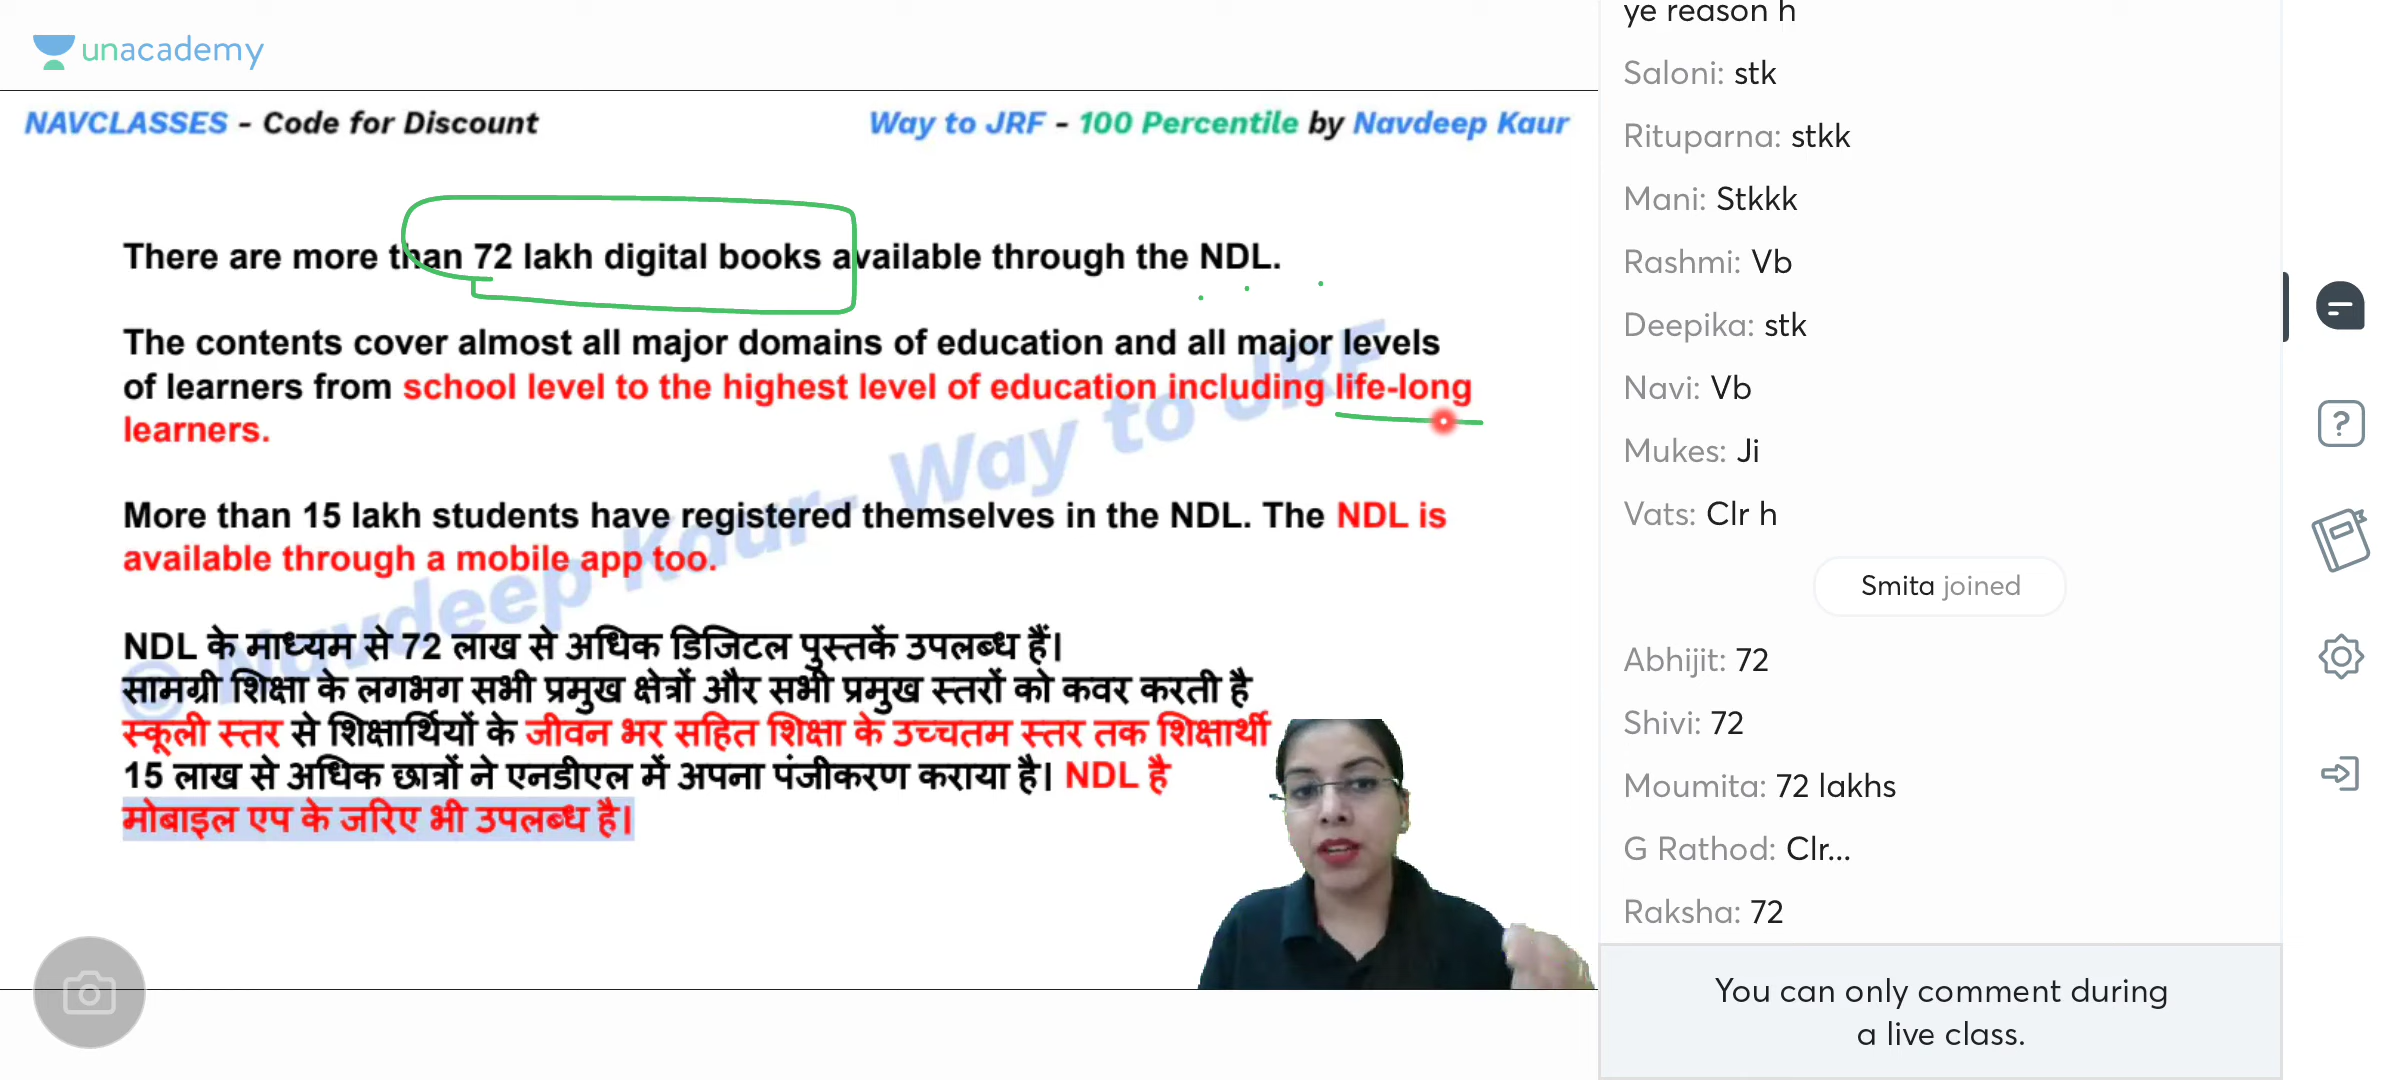 unacademy
NAVCLASSES - Code for Discount
Way to JRF - 100 Percentile by Navdeep Kaur
There are more than 72 lakh digital books available through the NDL.
The contents cover almost all major domains of education and all major levels
of learners from school level to the highest level of education including life-long
learners.
More than 15 lakh students have registered themselves in the NDL. The NDL is
available through a mobile app too.
NDL के माध्यम से 72 लाख से अधिक डिजिटल पुस्तकें उपलब्ध हैं।
सामग्री शिक्षा के लगभग सभी प्रमुख क्षेत्रों और सभी प्रमुख स्तरों को कवर करती है
स्कूली स्तर से शिक्षार्थियों के जीवन भर सहित शिक्षा के उच्चतम स्तर तक शिक्षार्थी
15 लाख से अधिक छात्रों ने एनडीएल में अपना पंजीकरण कराया है। NDL है
मोबाइल एप के जरिए भी उपलब्ध है।
© Navdeep Kaur- Way to JRF
ye reason h
Saloni: stk
Rituparna: stkk
Mani: Stkkk
Rashmi: Vb
Deepika: stk
Navi: Vb
Mukes: Ji
Vats: Clr h
Smita joined
Abhijit: 72
Shivi: 72
Moumita: 72 lakhs
G Rathod: Clr...
Raksha: 72
You can only comment during
a live class.